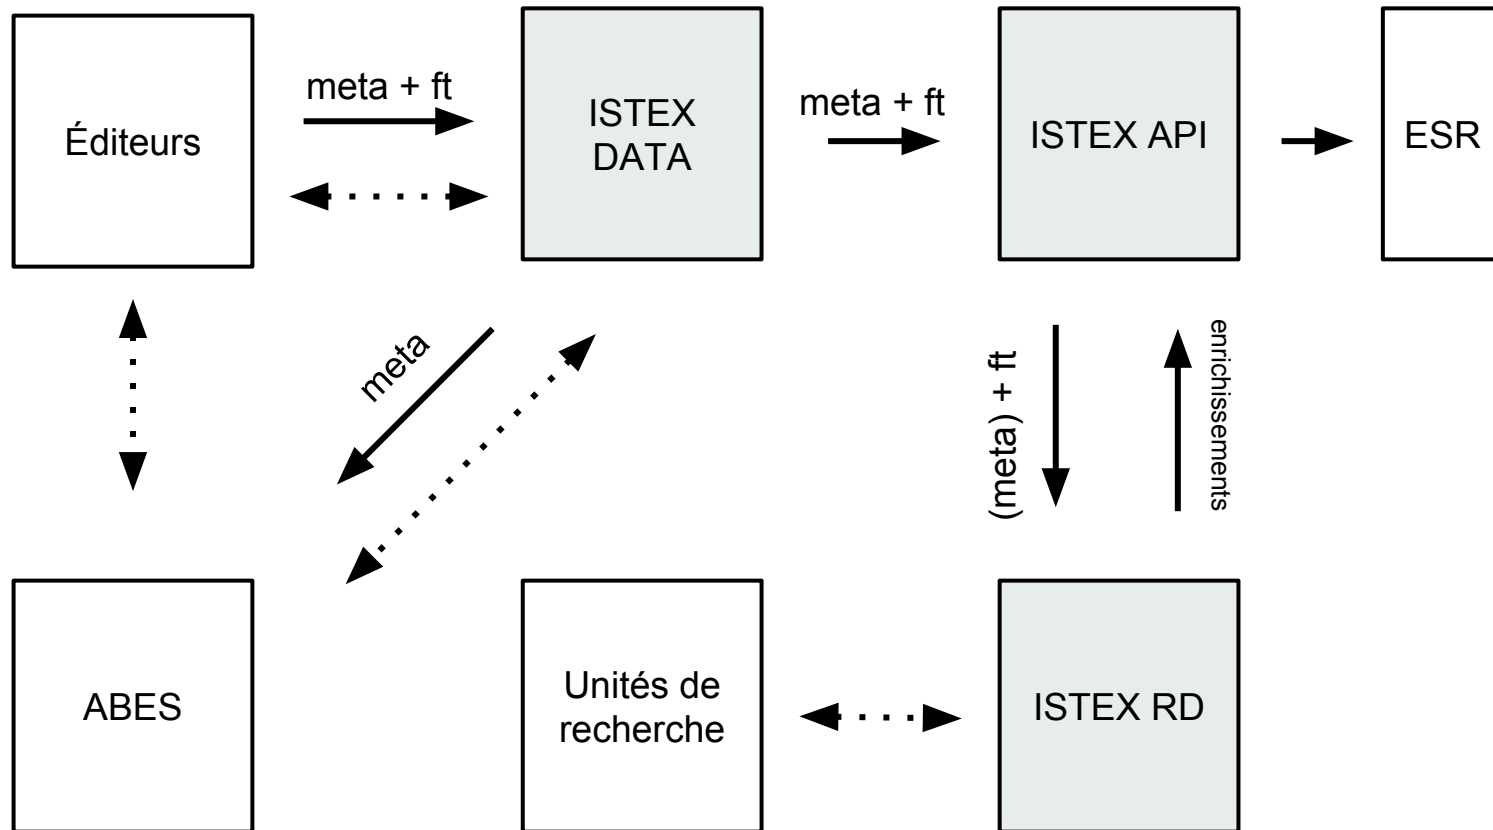 meta + ft
Éditeurs
ISTEX
DATA
meta + ft
ISTEX API
ESR
meta
(meta) + ft
enrichissements
ABES
Unités de
recherche
ISTEX RD